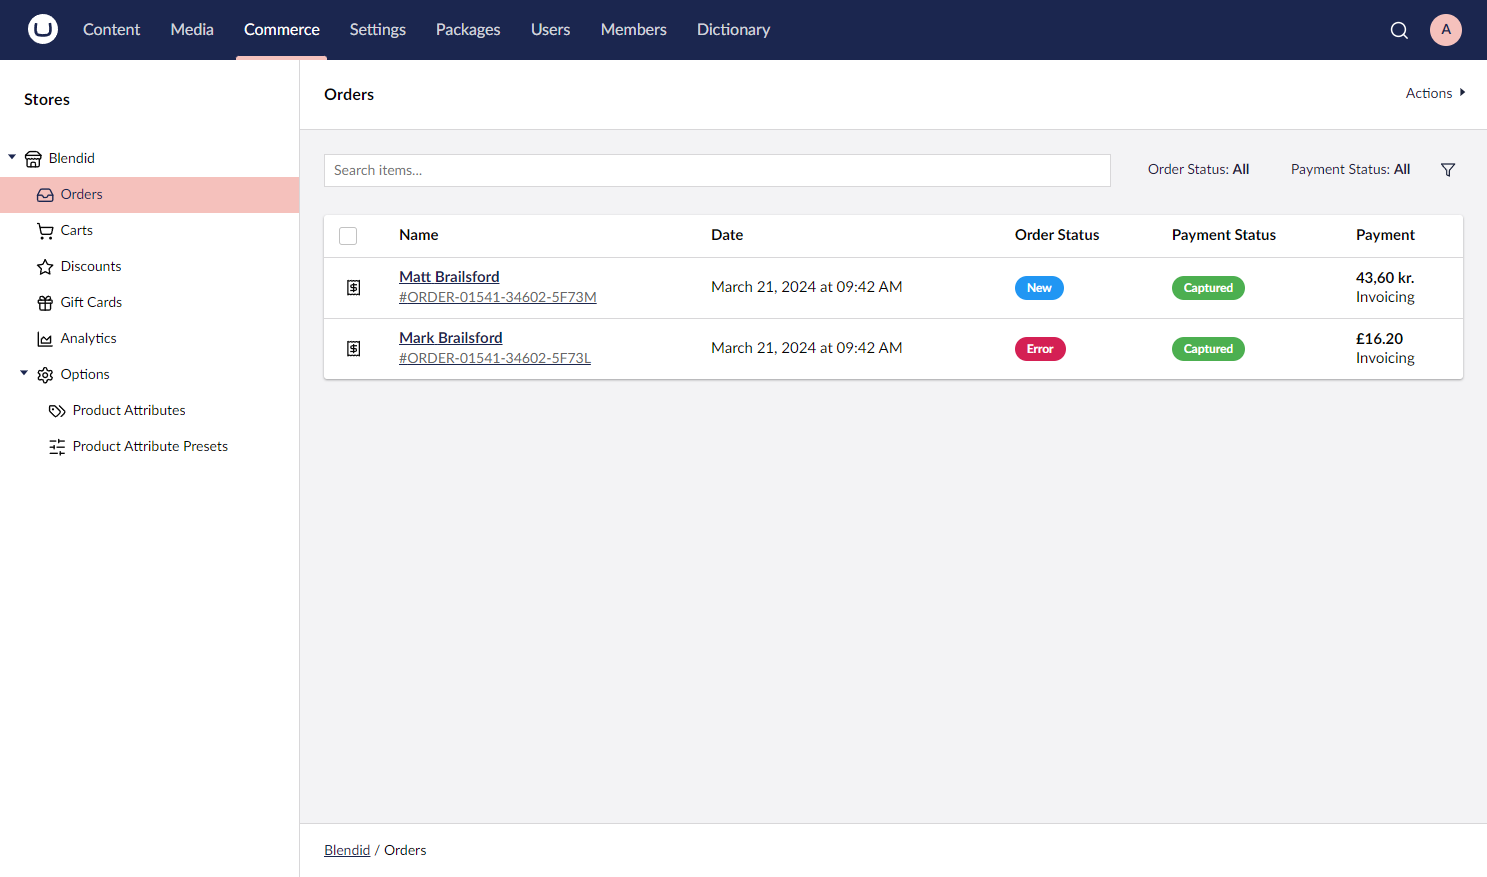 Content Media Commerce Settings Packages Users Members Dictionary A
Stores
Blendid
Orders
Carts
Discounts
Gift Cards
Analytics
Options
Product Attributes
Product Attribute Presets
Orders
Actions
Search items...
Order Status: All Payment Status: All
Name Date Order Status Payment Status Payment
Matt Brailsford
#ORDER-01541-34602-5F73M
March 21, 2024 at 09:42 AM
New
Captured
43,60 kr.
Invoicing
Mark Brailsford
#ORDER-01541-34602-5F73L
March 21, 2024 at 09:42 AM
Error
Captured
£16.20
Invoicing
Blendid / Orders